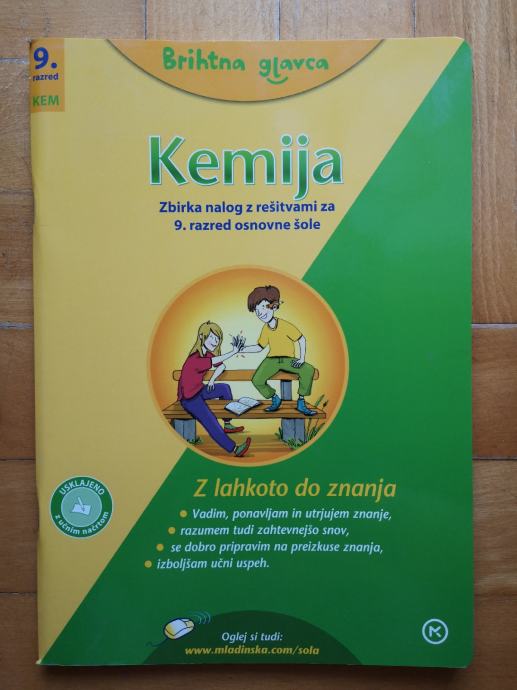 9.
razred
KEM
Brihtna glavca
Kemija
Zbirka nalog z rešitvami za
9. razred osnovne šole
USKLAJENO
z učnim načrtom
Z lahkoto do znanja
Vadim, ponavljam in utrjujem znanje,
razumem tudi zahtevnejšo snov,
se dobro pripravim na preizkuse znanja,
izboljšam učni uspeh.
Oglej si tudi:
www.mladinska.com/sola